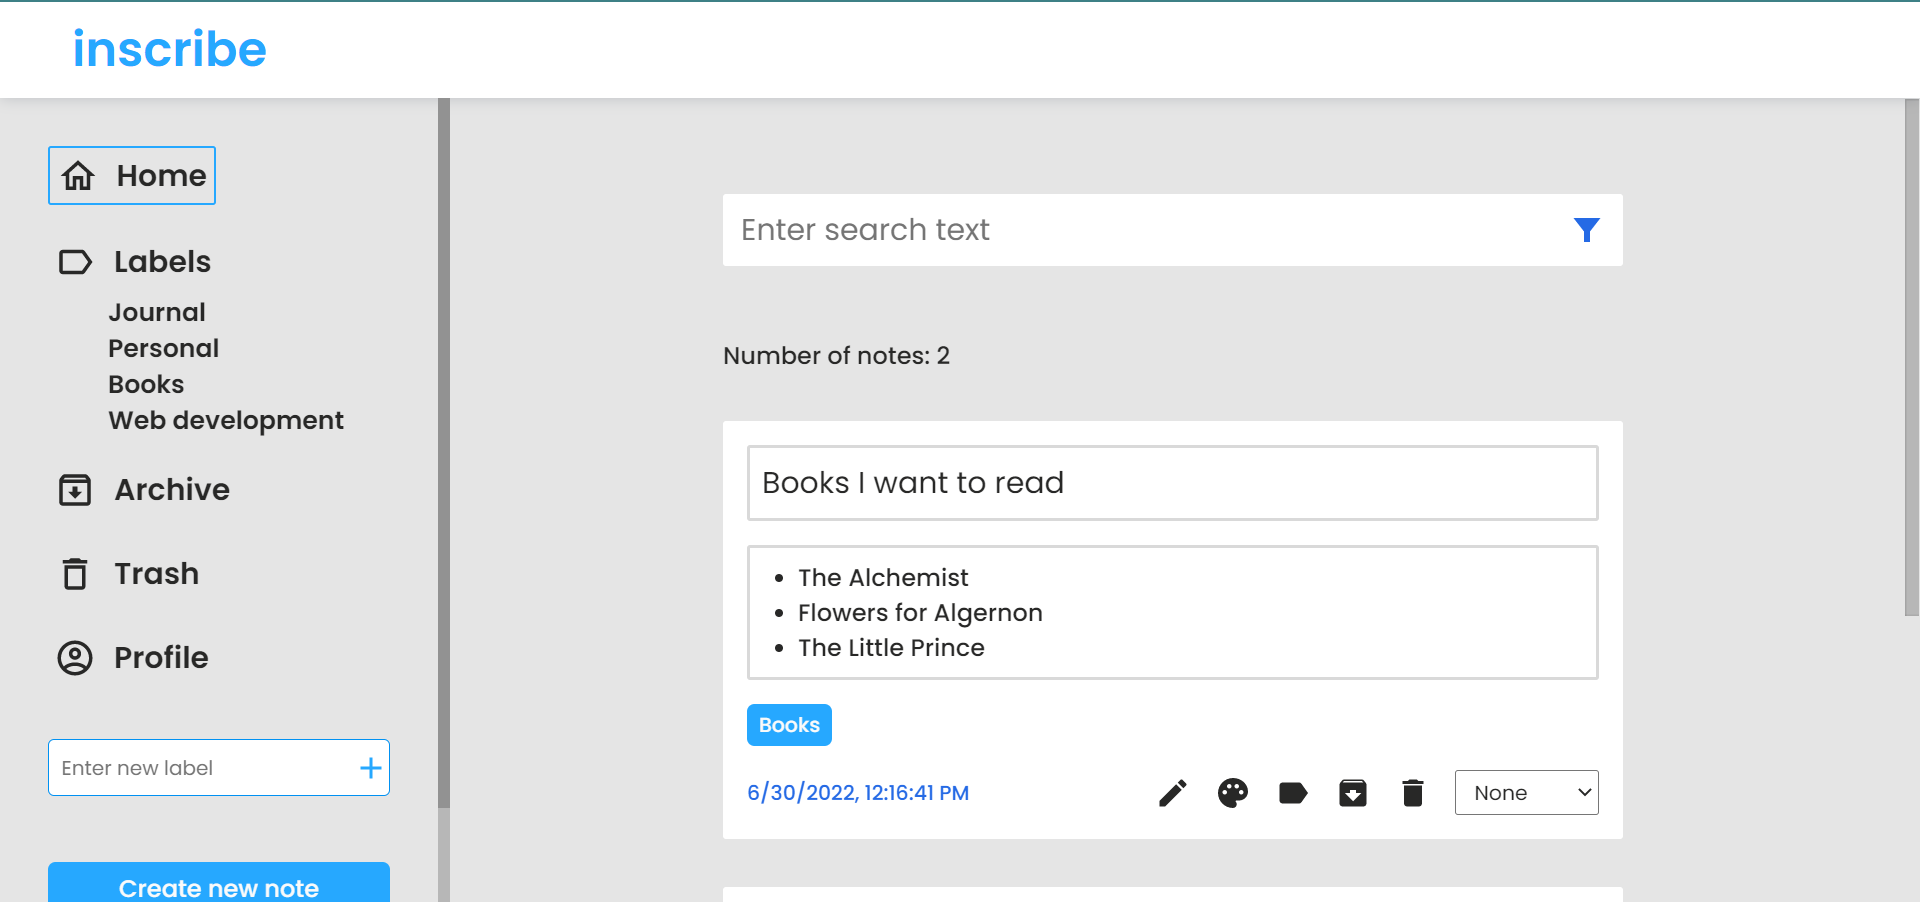 inscribe
Home
Labels
Journal
Personal
Books
Web development
Archive
Trash
Profile
Enter new label
Create new note
Enter search text
Number of notes: 2
Books I want to read
The Alchemist
Flowers for Algernon
The Little Prince
Books
6/30/2022, 12:16:41 PM
None